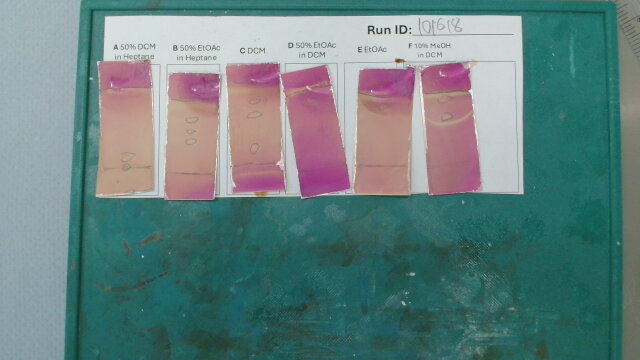 Run ID: 101618
A 50% DCM in Heptane
B 50% EtOAc in Heptane
C DCM
D 50% EtOAc in DCM
E EtOAc
F 10% MeOH in DCM